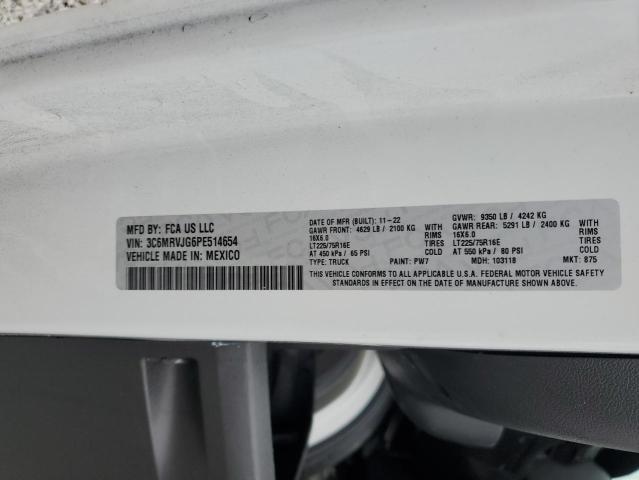 MFD BY: FCA US LLC
VIN: 3C6MRVJG6PE514654
VEHICLE MADE IN: MEXICO
DATE OF MFR (BUILT): 11-22
GAWR FRONT: 4629 LB / 2100 KG WITH
16X6.0 RIMS
LT225/75R16E TIRES
AT 450 kPa / 65 PSI COLD
TYPE: TRUCK PAINT: PW7
GVWR: 9350 LB / 4242 KG
GAWR REAR: 5291 LB / 2400 KG WITH
16X6.0 RIMS
LT225/75R16E TIRES
AT 550 kPa / 80 PSI COLD
MDH: 103118 MKT: 875
THIS VEHICLE CONFORMS TO ALL APPLICABLE U.S.A. FEDERAL MOTOR VEHICLE SAFETY
STANDARDS IN EFFECT ON THE DATE OF MANUFACTURE SHOWN ABOVE.